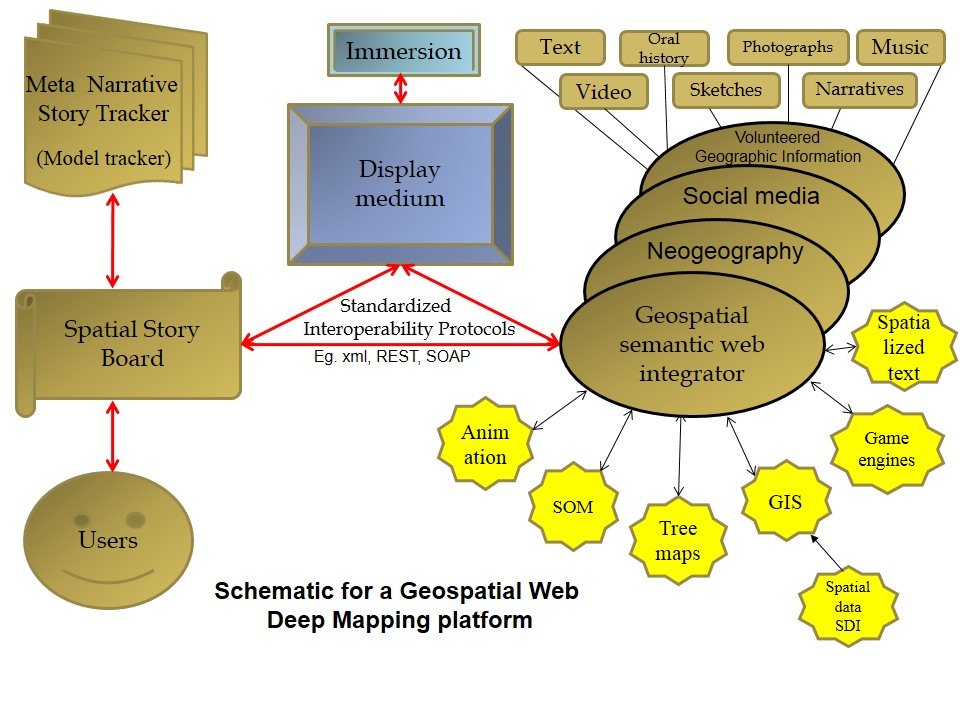 Meta Narrative
Story Tracker
(Model tracker)
Immersion
Display
medium
Text
Oral
history
Photographs
Music
Video
Sketches
Narratives
Volunteered
Geographic Information
Social media
Neogeography
Geospatial
semantic web
integrator
Spatial Story
Board
Standardized
Interoperability Protocols
Eg. xml, REST, SOAP
Spatia
lized
text
Game
engines
Anim
ation
SOM
Tree
maps
GIS
Spatial
data
SDI
Users
Schematic for a Geospatial Web
Deep Mapping platform